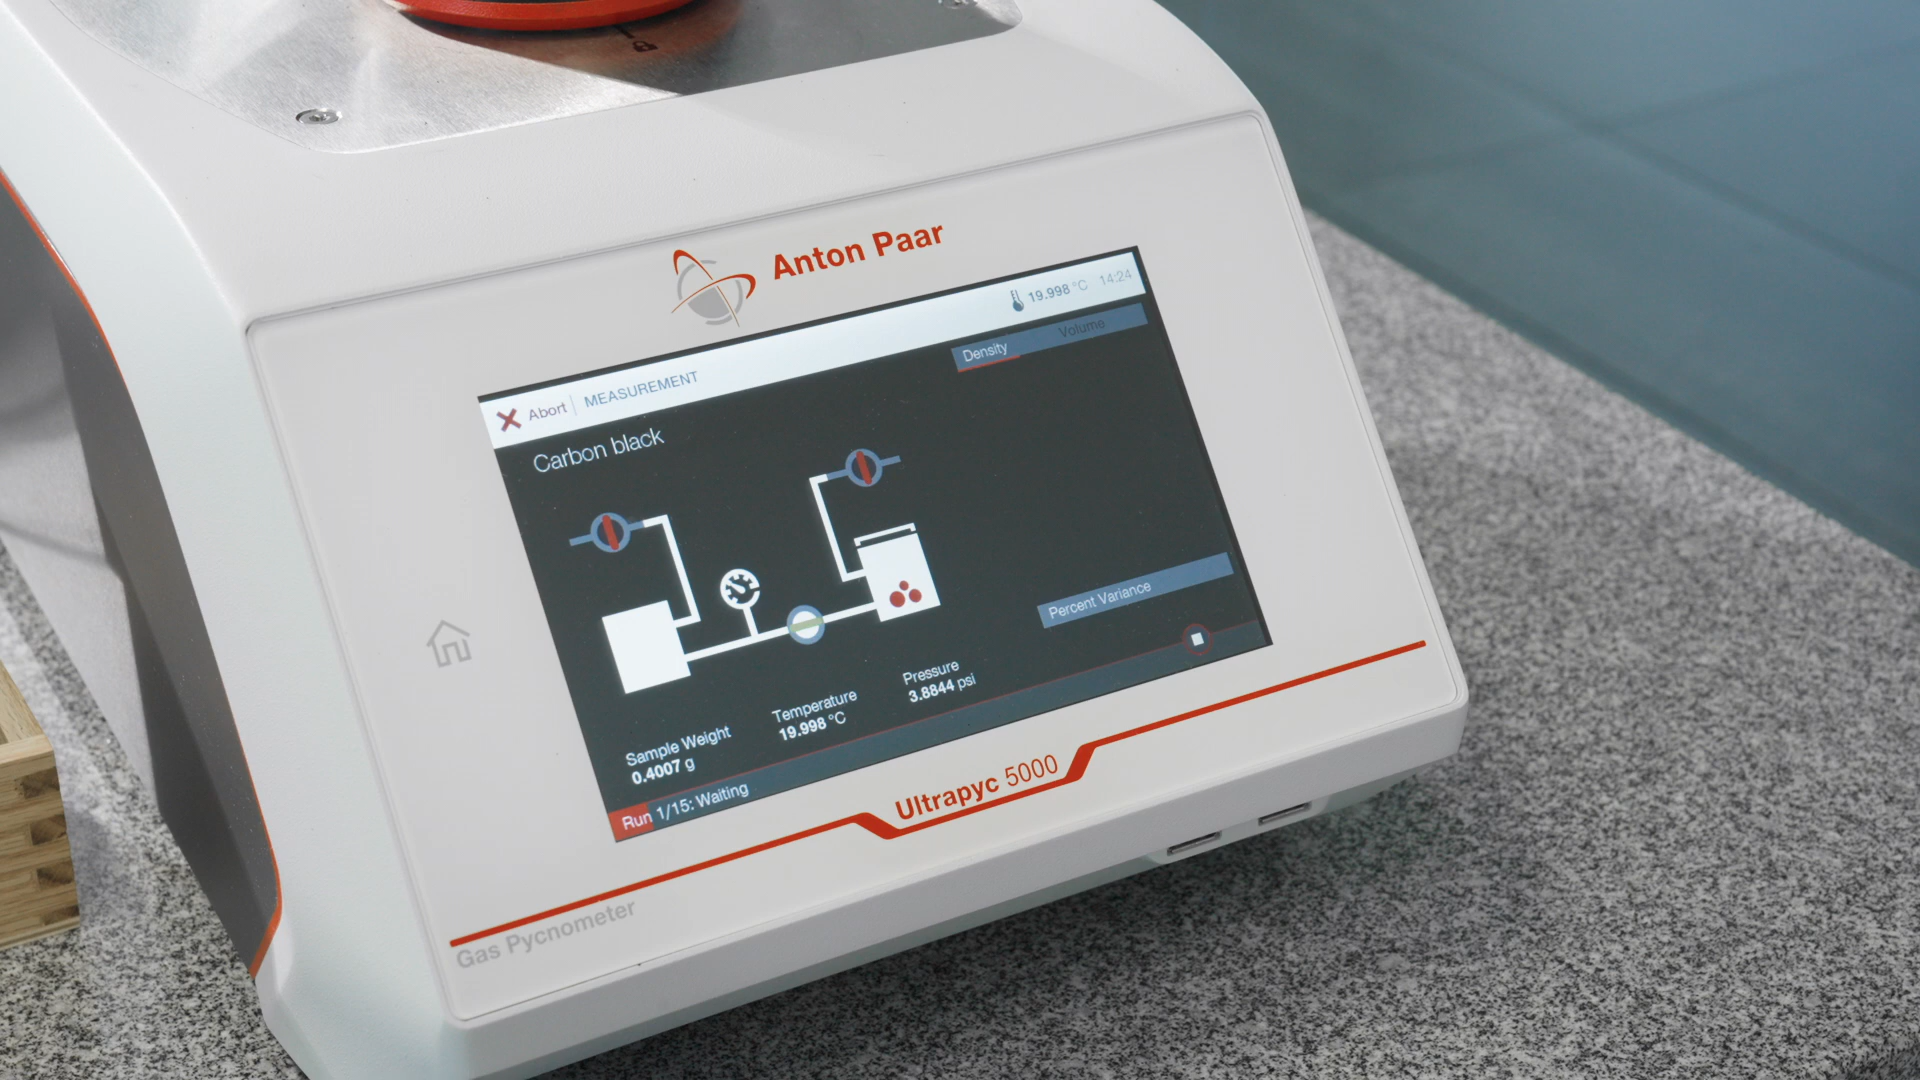 Anton Paar
19.998 °C 14:24
Abort MEASUREMENT
Density Volume
Carbon black
Percent Variance
Sample Weight
0.4007 g
Temperature
19.998 °C
Pressure
3.8844 psi
Run 1/15: Waiting
Ultrapyc 5000
Gas Pycnometer